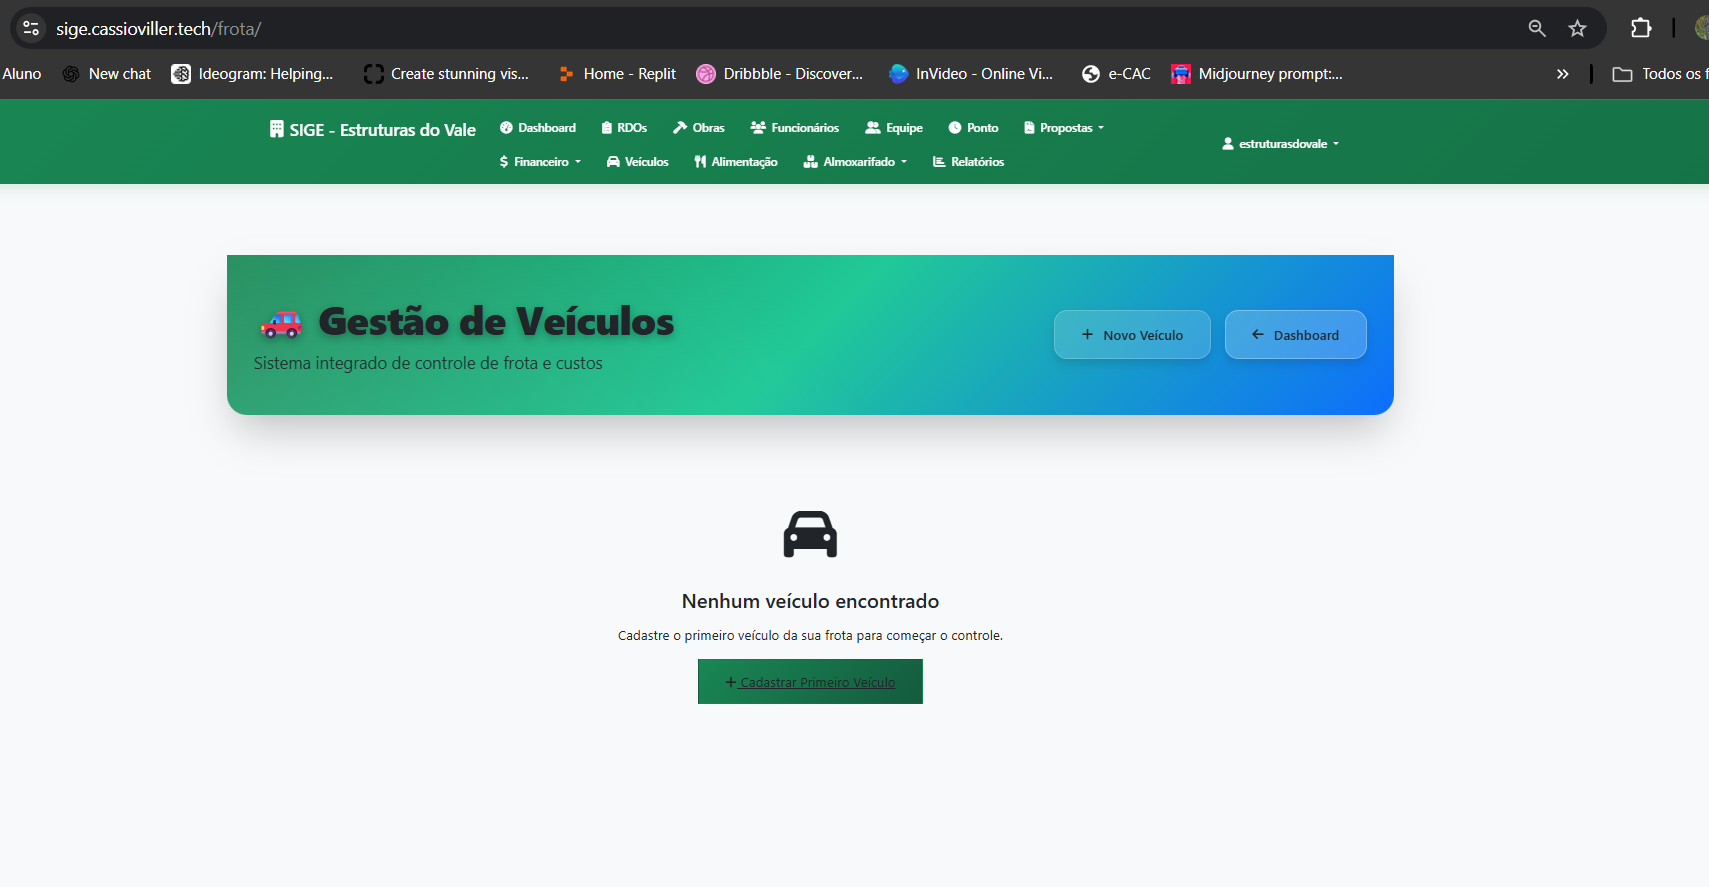 sige.cassioviller.tech/frota/
Aluno New chat Ideogram: Helping... Create stunning vis... Home - Replit Dribbble - Discover... InVideo - Online Vi... e-CAC Midjourney prompt:... » Todos os f
SIGE - Estruturas do Vale Dashboard RDOs Obras Funcionários Equipe Ponto Propostas
estruturasdovale
$ Financeiro Veículos Alimentação Almoxarifado Relatórios
Gestão de Veículos
Sistema integrado de controle de frota e custos
+ Novo Veículo
← Dashboard
Nenhum veículo encontrado
Cadastre o primeiro veículo da sua frota para começar o controle.
+ Cadastrar Primeiro Veículo